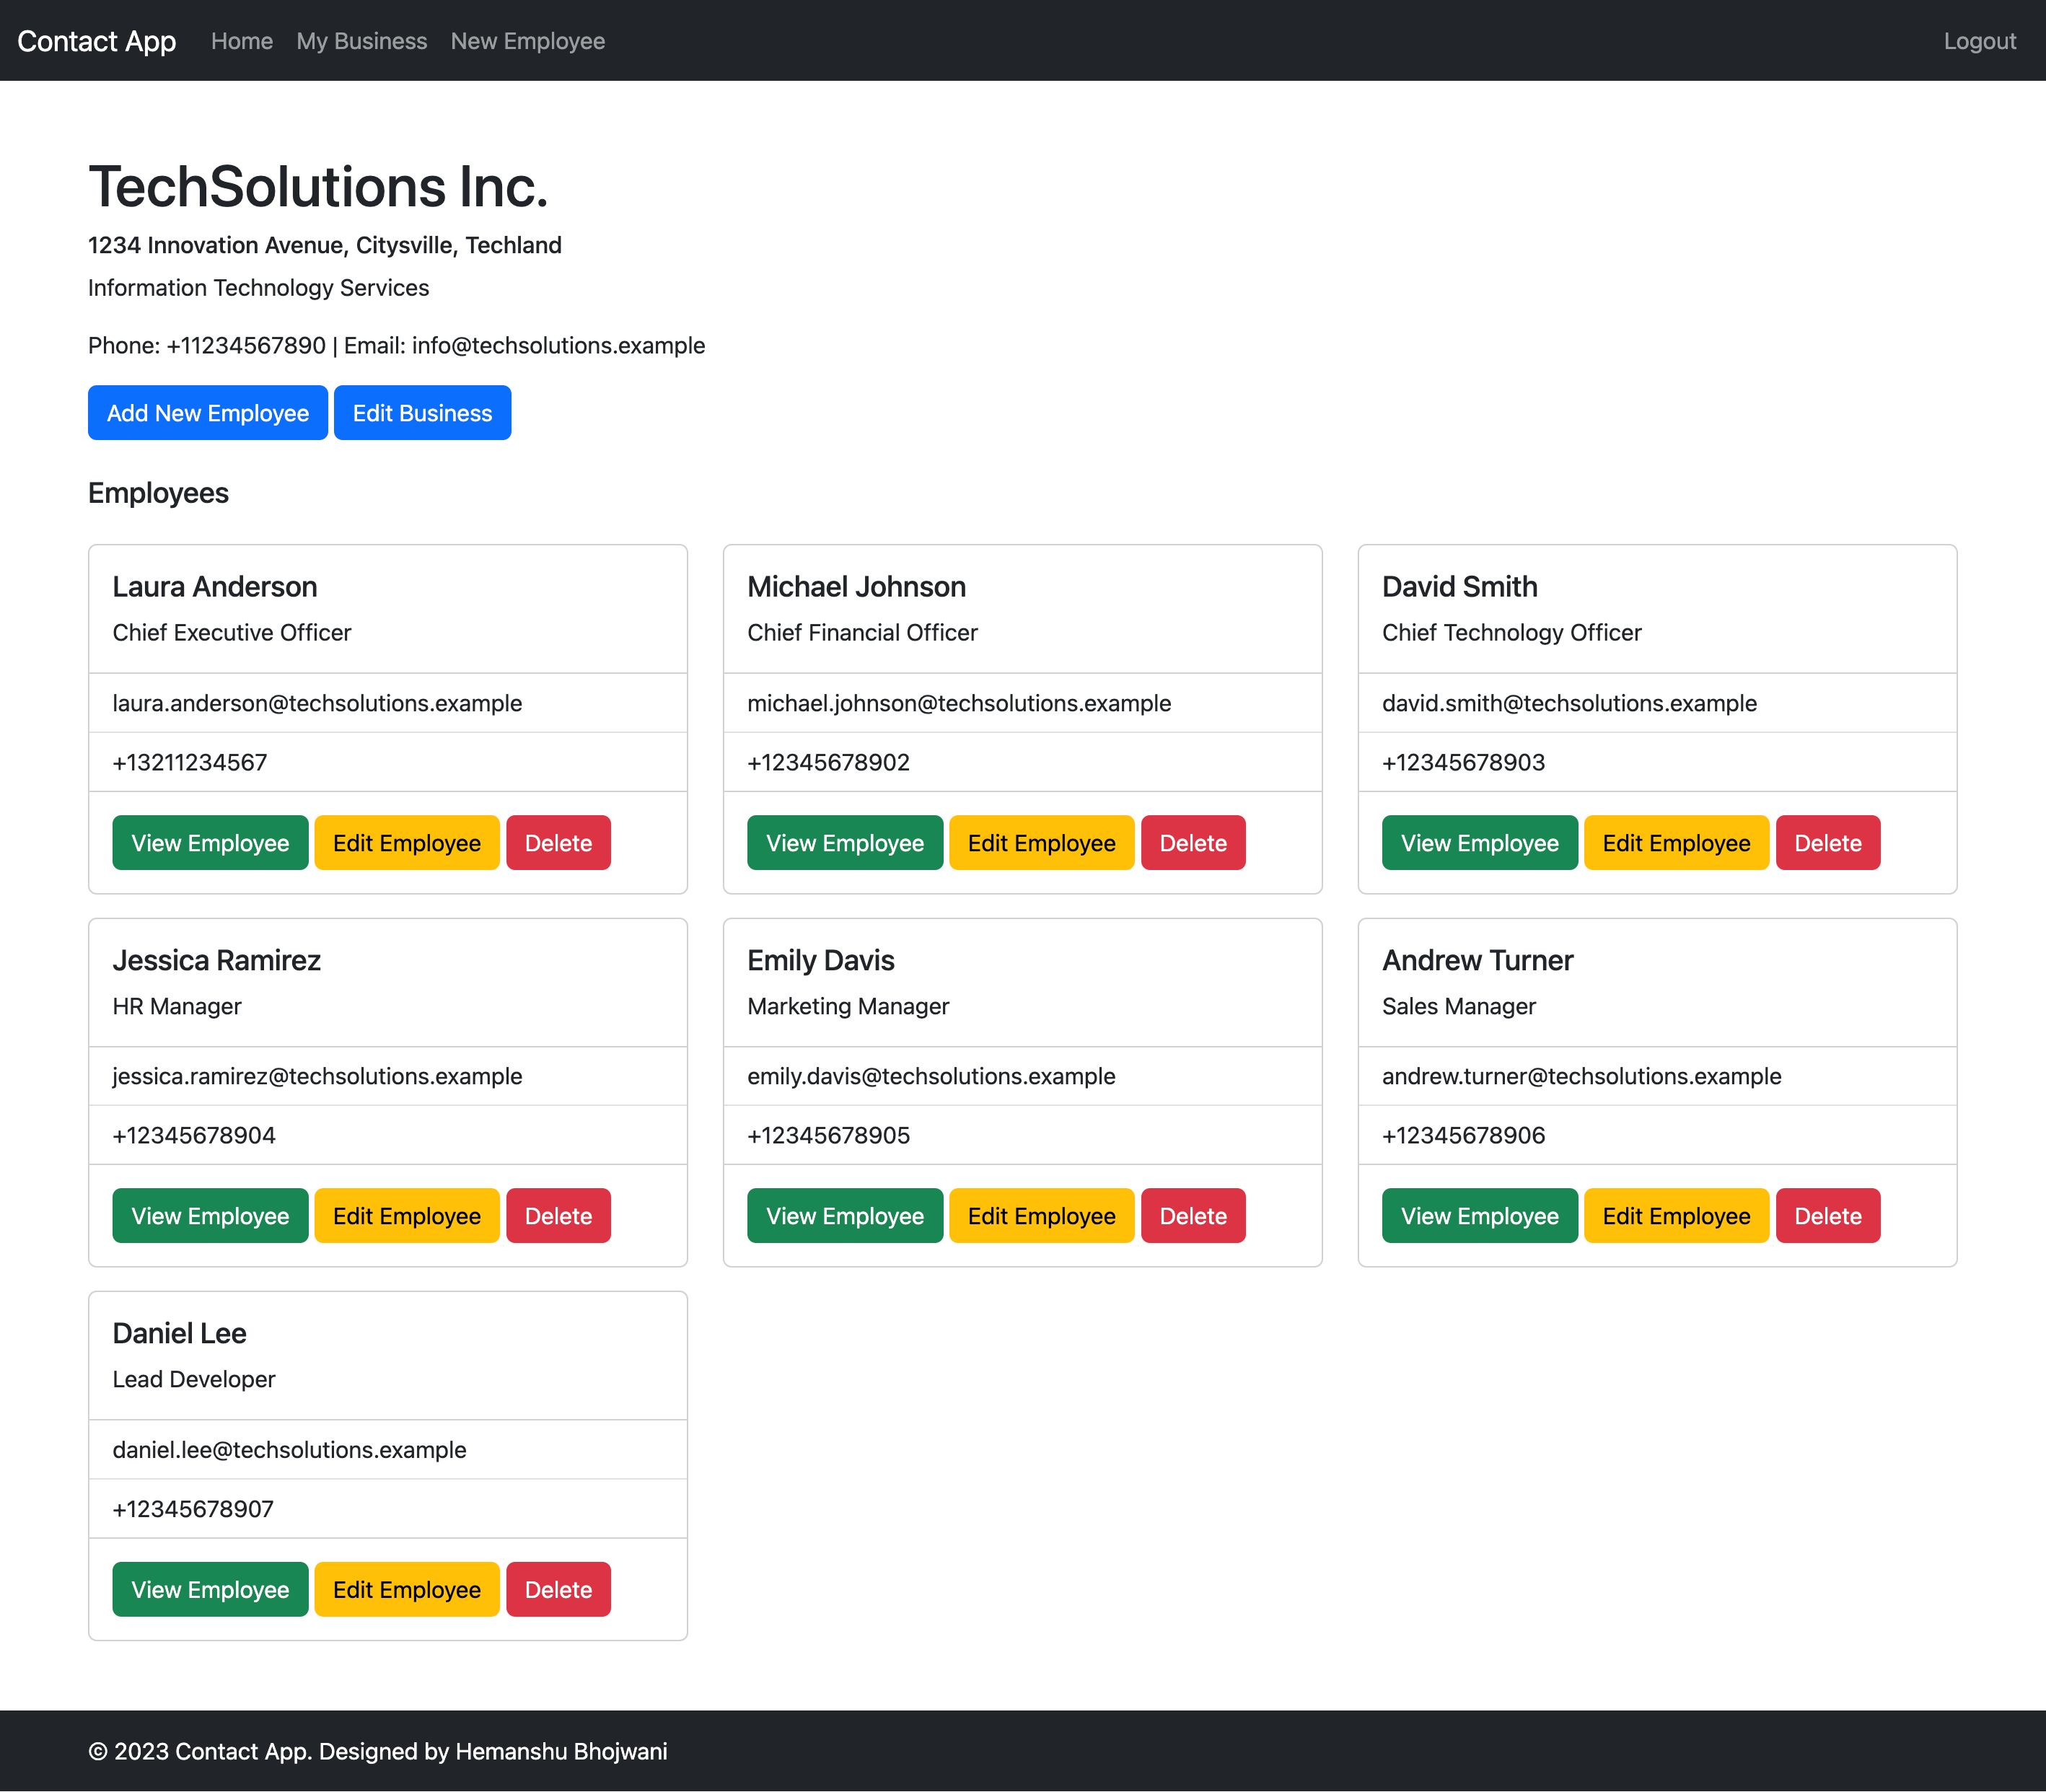 Contact App Home My Business New Employee Logout
TechSolutions Inc.
1234 Innovation Avenue, Citysville, Techland
Information Technology Services
Phone: +11234567890 | Email: info@techsolutions.example
Add New Employee Edit Business
Employees
Laura Anderson
Chief Executive Officer
laura.anderson@techsolutions.example
+13211234567
View Employee Edit Employee Delete
Michael Johnson
Chief Financial Officer
michael.johnson@techsolutions.example
+12345678902
View Employee Edit Employee Delete
David Smith
Chief Technology Officer
david.smith@techsolutions.example
+12345678903
View Employee Edit Employee Delete
Jessica Ramirez
HR Manager
jessica.ramirez@techsolutions.example
+12345678904
View Employee Edit Employee Delete
Emily Davis
Marketing Manager
emily.davis@techsolutions.example
+12345678905
View Employee Edit Employee Delete
Andrew Turner
Sales Manager
andrew.turner@techsolutions.example
+12345678906
View Employee Edit Employee Delete
Daniel Lee
Lead Developer
daniel.lee@techsolutions.example
+12345678907
View Employee Edit Employee Delete
© 2023 Contact App. Designed by Hemanshu Bhojwani